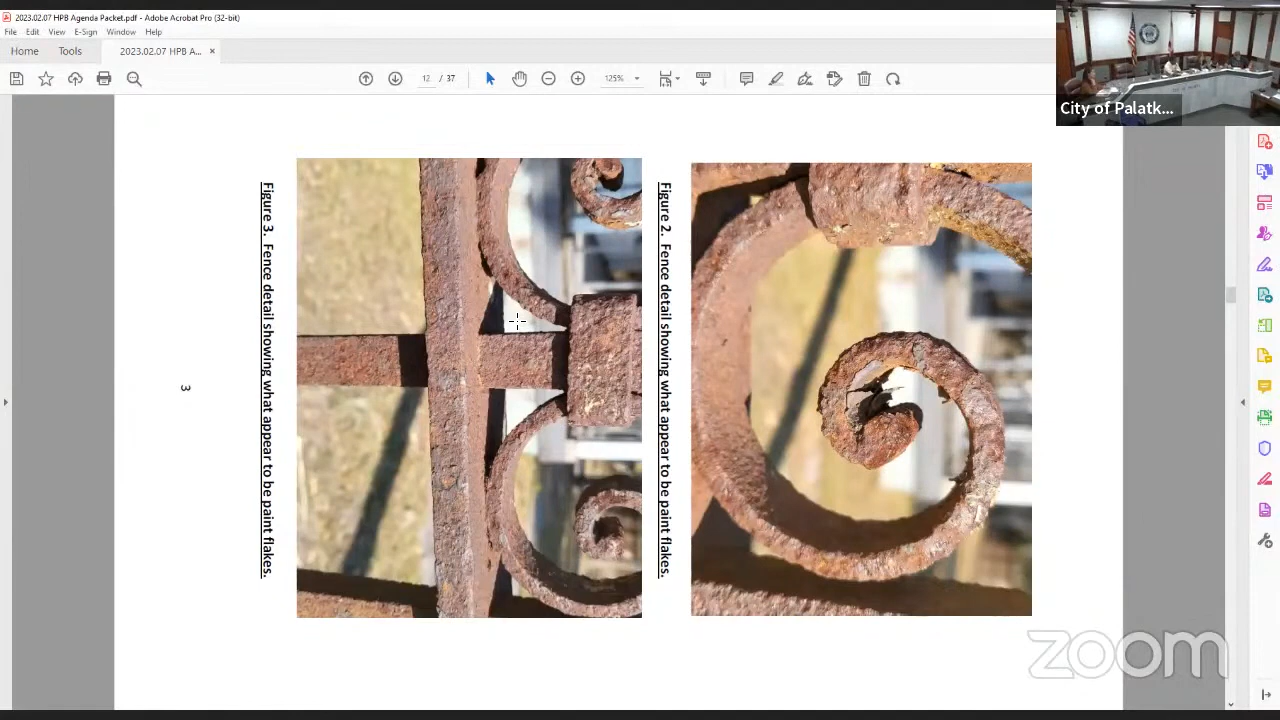 2023.02.07 HPB Agenda Packet.pdf - Adobe Acrobat Pro (32-bit)
File Edit View E-Sign Window Help
Home Tools 2023.02.07 HPB A... ×
12 / 37 125%
City of Palatk...
Figure 2. Fence detail showing what appear to be paint flakes.
Figure 3. Fence detail showing what appear to be paint flakes.
3
zoom